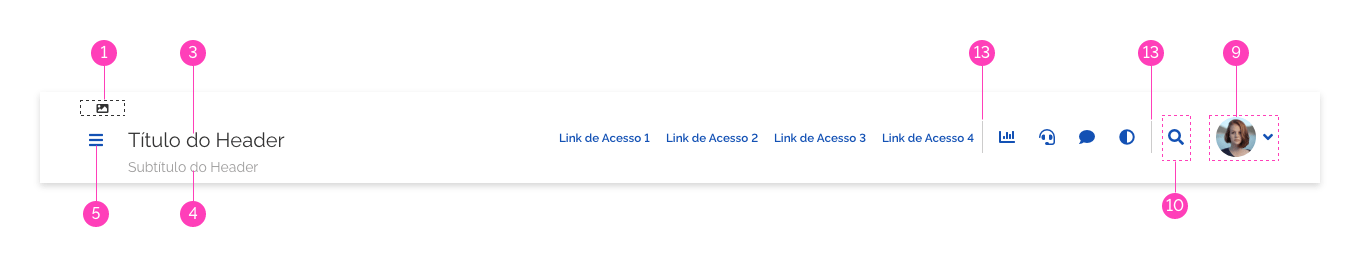 1 3 13 13 9
Título do Header
Link de Acesso 1 Link de Acesso 2 Link de Acesso 3 Link de Acesso 4
Subtítulo do Header
5 4 10